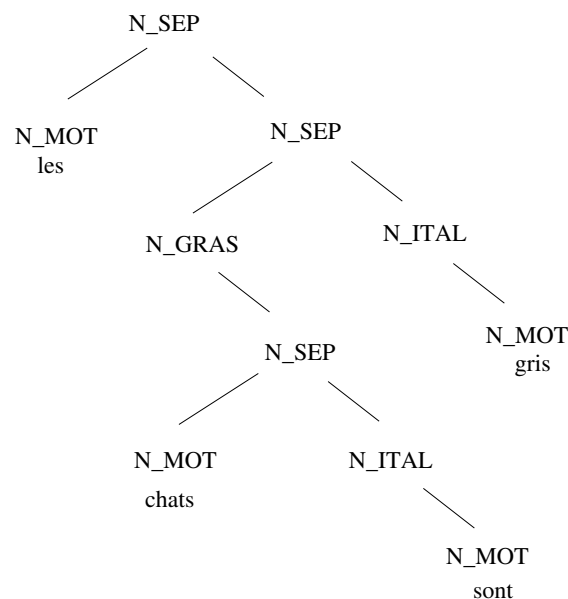 N_SEP
N_MOT
les
N_SEP
N_GRAS
N_ITAL
N_SEP
N_MOT
gris
N_MOT
chats
N_ITAL
N_MOT
sont